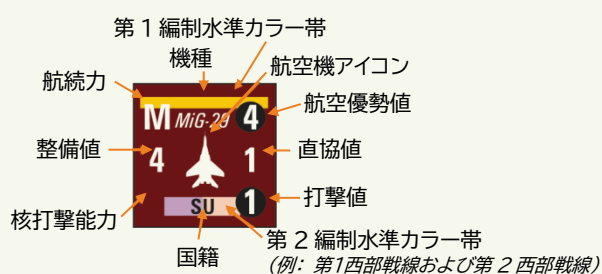 第1編制水準カラー帯
機種
航空機アイコン
航続力
航空優勢値
M MiG-29 4
整備値
4
1
直協値
打撃値
SU 1
核打撃能力
国籍
第2編制水準カラー帯
(例: 第1西部戦線および第2西部戦線)